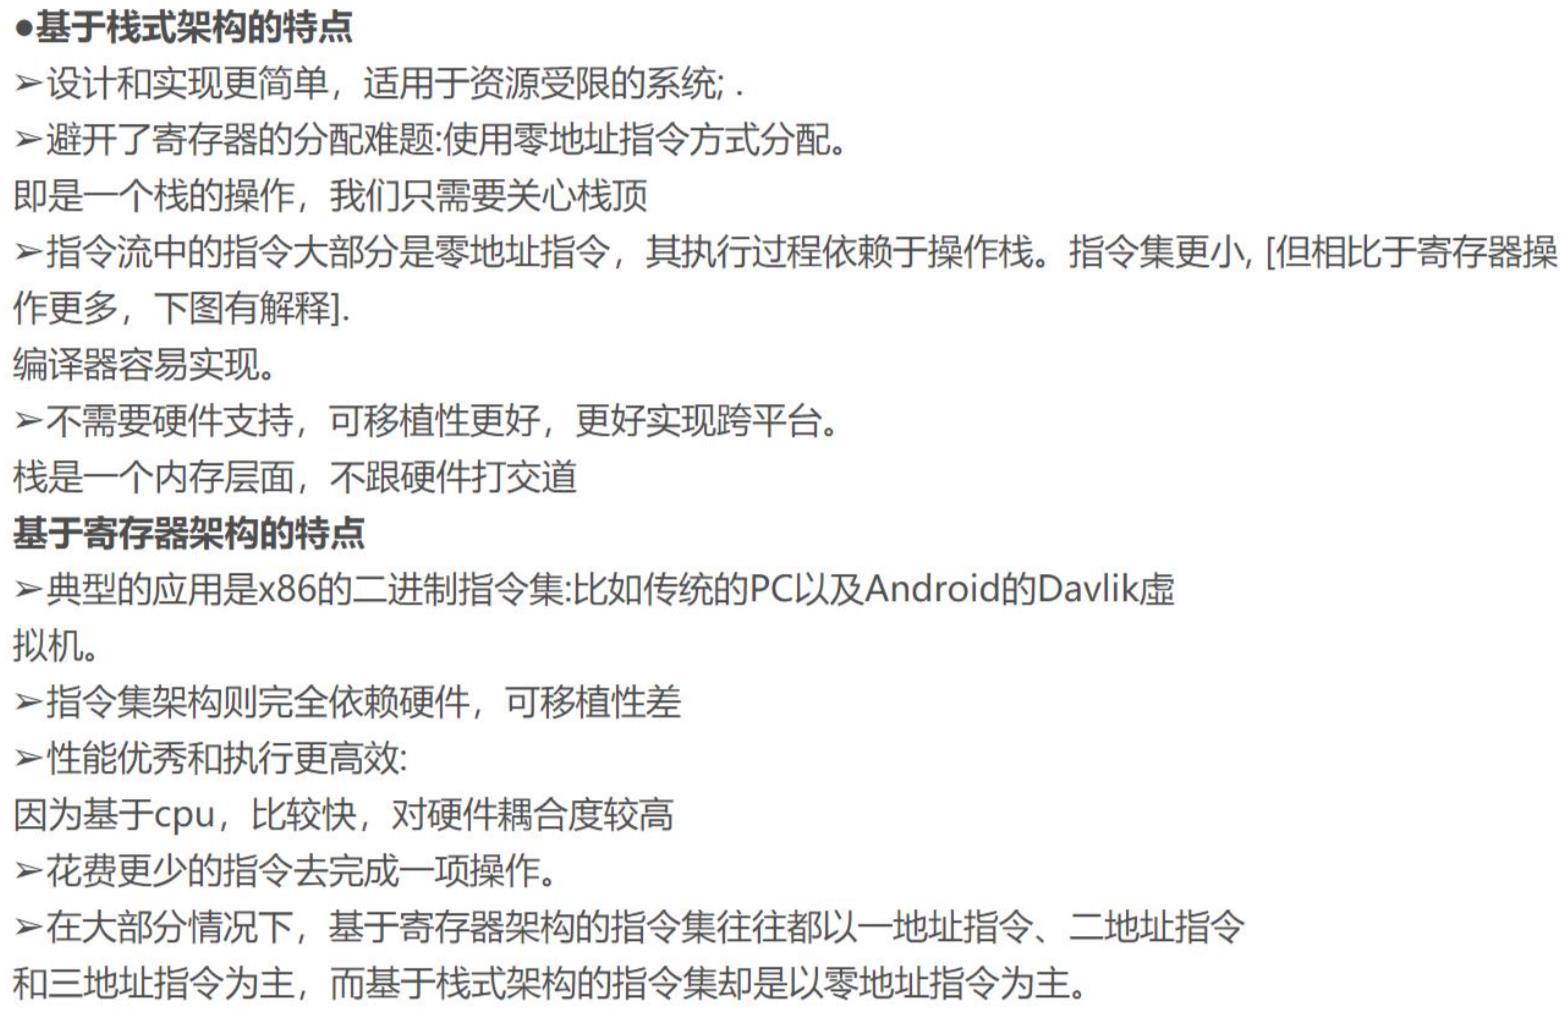 ●基于栈式架构的特点
➢设计和实现更简单，适用于资源受限的系统; .
➢避开了寄存器的分配难题:使用零地址指令方式分配。
即是一个栈的操作，我们只需要关心栈顶
➢指令流中的指令大部分是零地址指令，其执行过程依赖于操作栈。指令集更小, [但相比于寄存器操
作更多，下图有解释].
编译器容易实现。
➢不需要硬件支持，可移植性更好，更好实现跨平台。
栈是一个内存层面，不跟硬件打交道
基于寄存器架构的特点
➢典型的应用是x86的二进制指令集:比如传统的PC以及Android的Davlik虚
拟机。
➢指令集架构则完全依赖硬件，可移植性差
➢性能优秀和执行更高效:
因为基于cpu，比较快，对硬件耦合度较高
➢花费更少的指令去完成一项操作。
➢在大部分情况下，基于寄存器架构的指令集往往都以一地址指令、二地址指令
和三地址指令为主，而基于栈式架构的指令集却是以零地址指令为主。